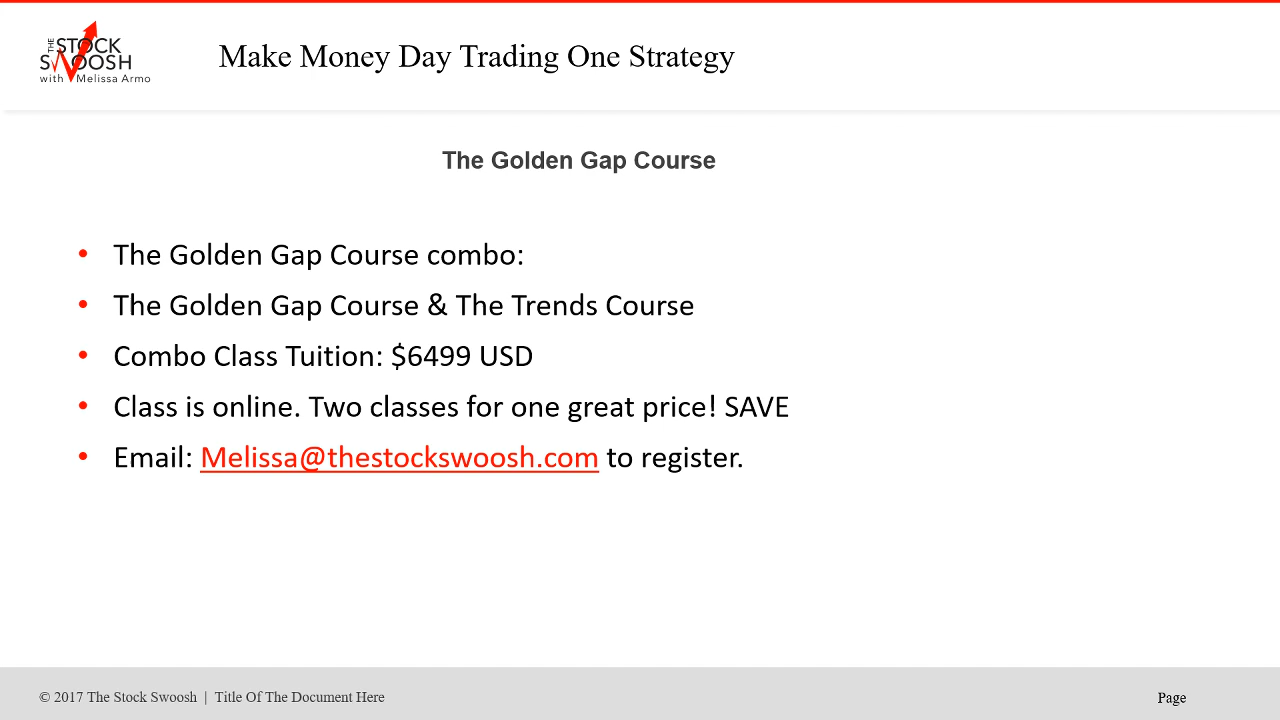 THE STOCK
SWOOSH
with Melissa Armo
Make Money Day Trading One Strategy
The Golden Gap Course
• The Golden Gap Course combo:
• The Golden Gap Course & The Trends Course
• Combo Class Tuition: $6499 USD
• Class is online. Two classes for one great price! SAVE
• Email: Melissa@thestockswoosh.com to register.
© 2017 The Stock Swoosh | Title Of The Document Here
Page